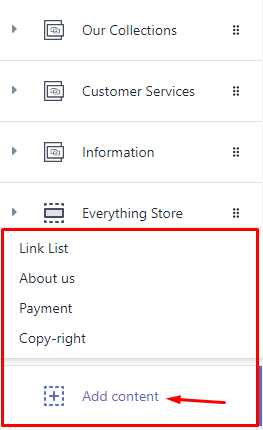 Our Collections
Customer Services
Information
Everything Store
Link List
About us
Payment
Copy-right
Add content